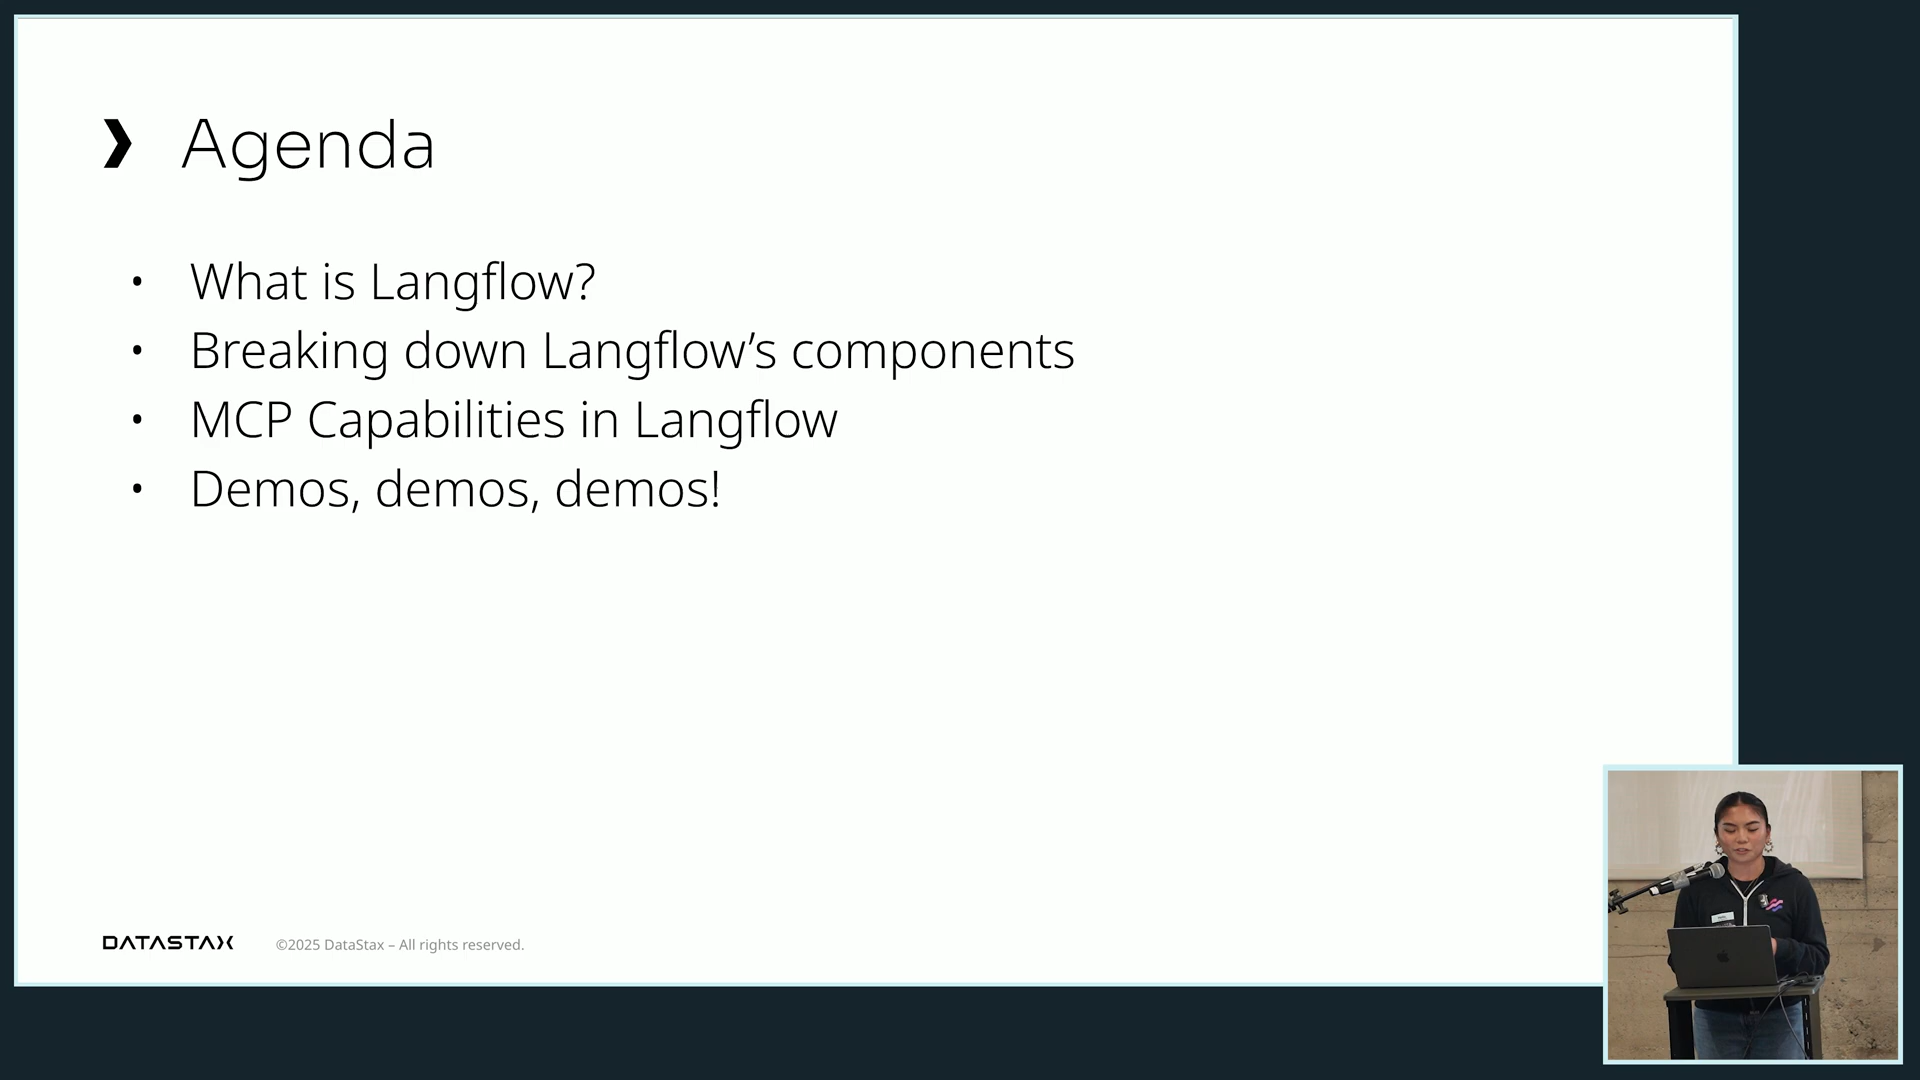 Agenda
• What is Langflow?
• Breaking down Langflow’s components
• MCP Capabilities in Langflow
• Demos, demos, demos!
DATASTAX ©2025 DataStax – All rights reserved.